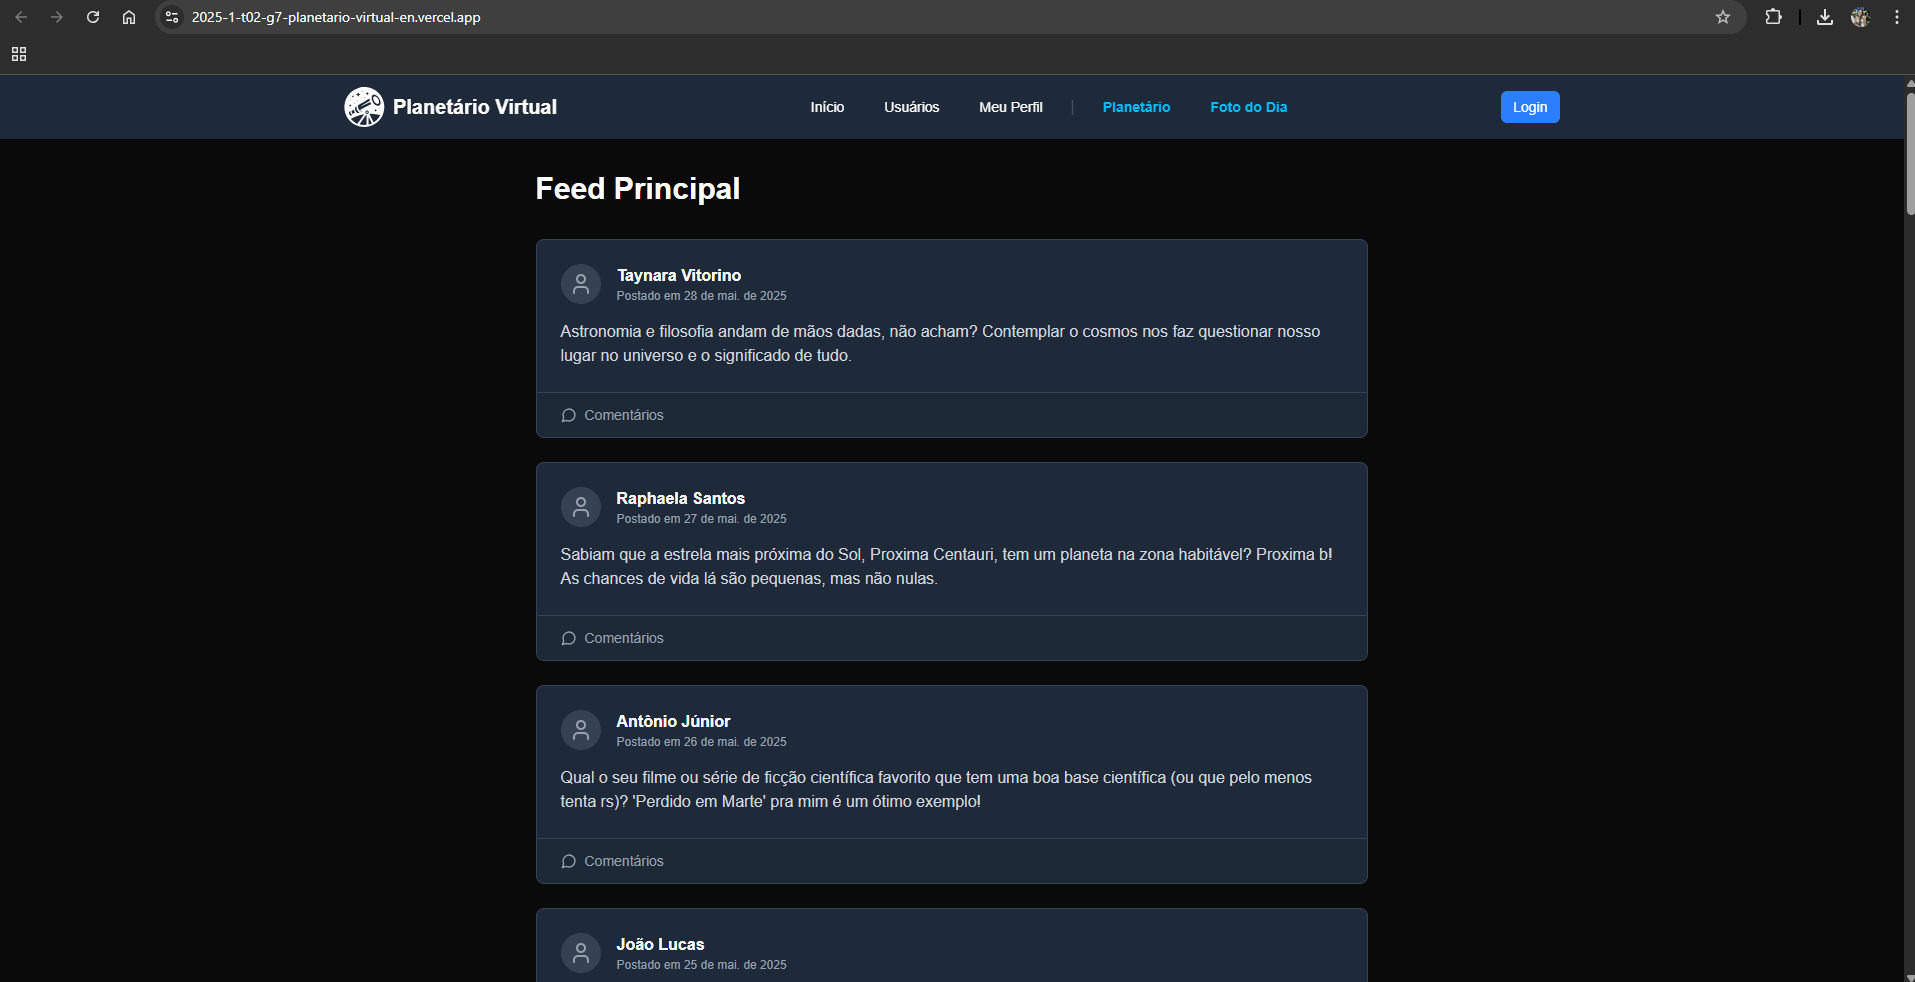 2025-1-t02-g7-planetario-virtual-en.vercel.app
Planetário Virtual
Início
Usuários
Meu Perfil
|
Planetário
Foto do Dia
Login
Feed Principal
Taynara Vitorino
Postado em 28 de mai. de 2025
Astronomia e filosofia andam de mãos dadas, não acham? Contemplar o cosmos nos faz questionar nosso
lugar no universo e o significado de tudo.
Comentários
Raphaela Santos
Postado em 27 de mai. de 2025
Sabiam que a estrela mais próxima do Sol, Proxima Centauri, tem um planeta na zona habitável? Proxima b!
As chances de vida lá são pequenas, mas não nulas.
Comentários
Antônio Júnior
Postado em 26 de mai. de 2025
Qual o seu filme ou série de ficção científica favorito que tem uma boa base científica (ou que pelo menos
tenta rs)? 'Perdido em Marte' pra mim é um ótimo exemplo!
Comentários
João Lucas
Postado em 25 de mai. de 2025